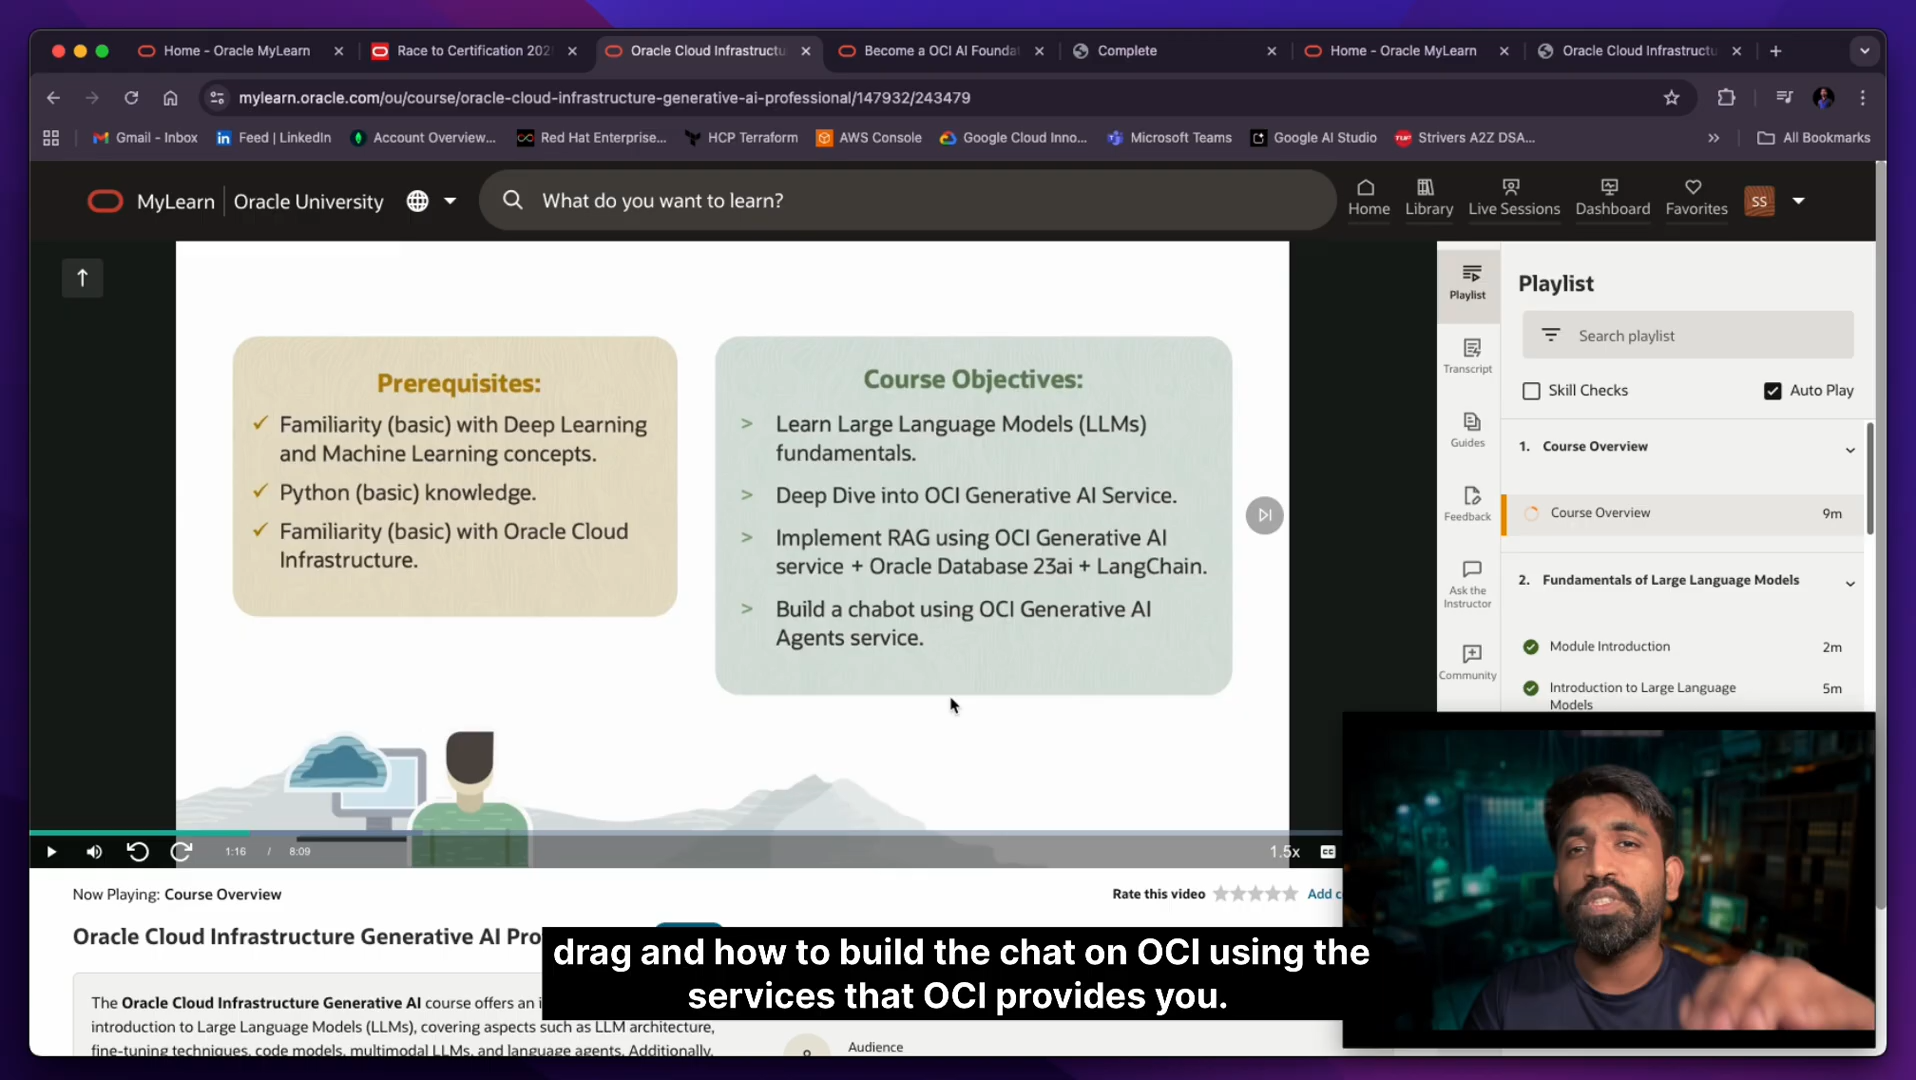 Home - Oracle MyLearn
Race to Certification 202
Oracle Cloud Infrastructu
Become a OCI AI Foundat
Complete
Home - Oracle MyLearn
Oracle Cloud Infrastructu
mylearn.oracle.com/ou/course/oracle-cloud-infrastructure-generative-ai-professional/147932/243479
Gmail - Inbox
Feed | LinkedIn
Account Overview...
Red Hat Enterprise...
HCP Terraform
AWS Console
Google Cloud Inno...
Microsoft Teams
Google AI Studio
Strivers A2Z DSA...
All Bookmarks
MyLearn
Oracle University
What do you want to learn?
Home
Library
Live Sessions
Dashboard
Favorites
SS
Prerequisites:
Familiarity (basic) with Deep Learning
and Machine Learning concepts.
Python (basic) knowledge.
Familiarity (basic) with Oracle Cloud
Infrastructure.
Course Objectives:
Learn Large Language Models (LLMs)
fundamentals.
Deep Dive into OCI Generative AI Service.
Implement RAG using OCI Generative AI
service + Oracle Database 23ai + LangChain.
Build a chabot using OCI Generative AI
Agents service.
Playlist
Transcript
Guides
Feedback
Ask the
Instructor
Community
Playlist
Search playlist
Skill Checks
Auto Play
1. Course Overview
Course Overview 9m
2. Fundamentals of Large Language Models
Module Introduction 2m
Introduction to Large Language 5m
Models
1:16 / 8:09
1.5x
CC
Now Playing: Course Overview
Rate this video
Add c
Oracle Cloud Infrastructure Generative AI Pro
The Oracle Cloud Infrastructure Generative AI course offers an i
introduction to Large Language Models (LLMs), covering aspects such as LLM architecture,
fine-tuning techniques, code models, multimodal LLMs, and language agents. Additionally,
Audience
drag and how to build the chat on OCI using the
services that OCI provides you.